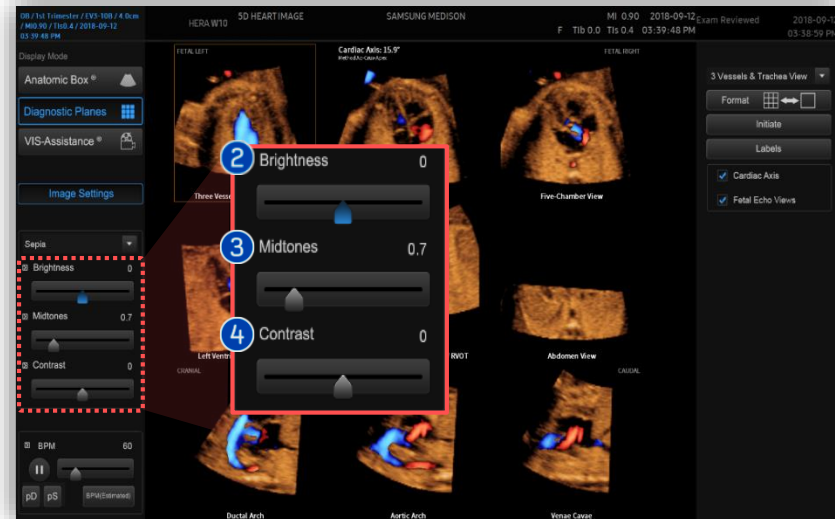 OB / 1st Trimester / EV3-10B / 4.0cm
/ MI0.90 / TIs0.4 / 2018-09-12
03:39:48 PM
HERA W10
5D HEART IMAGE
SAMSUNG MEDISON
MI 0.90 2018-09-12
F TIb 0.0 TIs 0.4 03:39:48 PM
Exam Reviewed
2018-09-12
03:38:59 PM
Display Mode
Anatomic Box ®
Diagnostic Planes
VIS-Assistance ®
Image Settings
Sepia
Brightness 0
Midtones 0.7
Contrast 0
BPM 60
pD pS BPM(Estimated)
FETAL LEFT
Cardiac Axis: 15.9°
FETAL RIGHT
Three Vess
Five-Chamber View
2 Brightness 0
3 Midtones 0.7
4 Contrast 0
Left Ventr
RVOT
Abdomen View
CRANIAL
CAUDAL
Ductal Arch
Aortic Arch
Venae Cavae
3 Vessels & Trachea View
Format
Initiate
Labels
Cardiac Axis
Fetal Echo Views